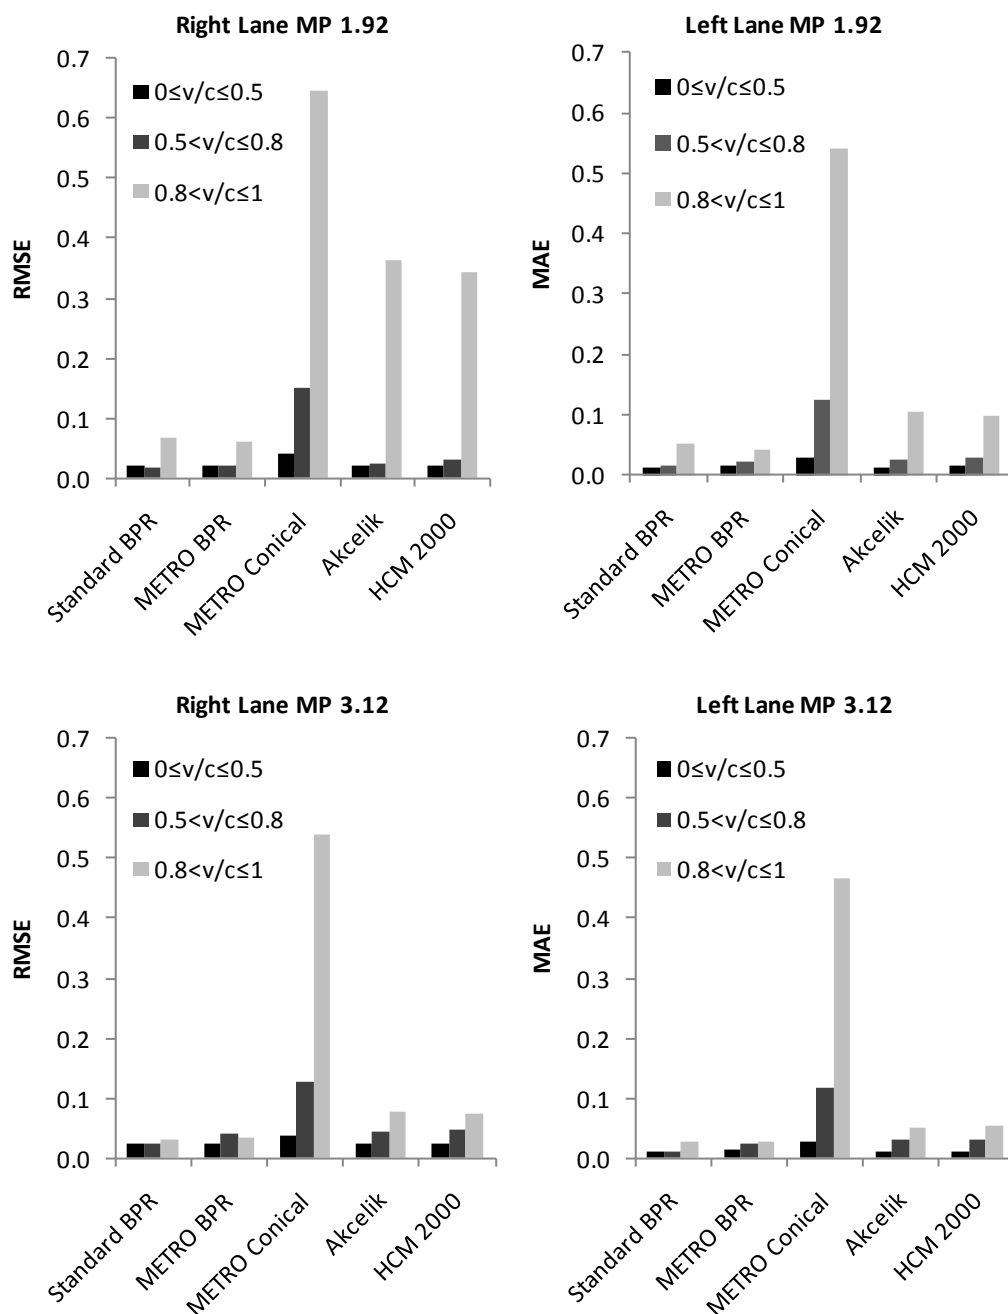 Right Lane MP 1.92
RMSE
0.7
0.6
0.5
0.4
0.3
0.2
0.1
0.0
0≤v/c≤0.5
0.5<v/c≤0.8
0.8<v/c≤1
Standard BPR
METRO BPR
METRO Conical
Akcelik
HCM 2000
Left Lane MP 1.92
MAE
0.7
0.6
0.5
0.4
0.3
0.2
0.1
0.0
0≤v/c≤0.5
0.5<v/c≤0.8
0.8<v/c≤1
Standard BPR
METRO BPR
METRO Conical
Akcelik
HCM 2000
Right Lane MP 3.12
RMSE
0.7
0.6
0.5
0.4
0.3
0.2
0.1
0.0
0≤v/c≤0.5
0.5<v/c≤0.8
0.8<v/c≤1
Standard BPR
METRO BPR
METRO Conical
Akcelik
HCM 2000
Left Lane MP 3.12
MAE
0.7
0.6
0.5
0.4
0.3
0.2
0.1
0.0
0≤v/c≤0.5
0.5<v/c≤0.8
0.8<v/c≤1
Standard BPR
METRO BPR
METRO Conical
Akcelik
HCM 2000